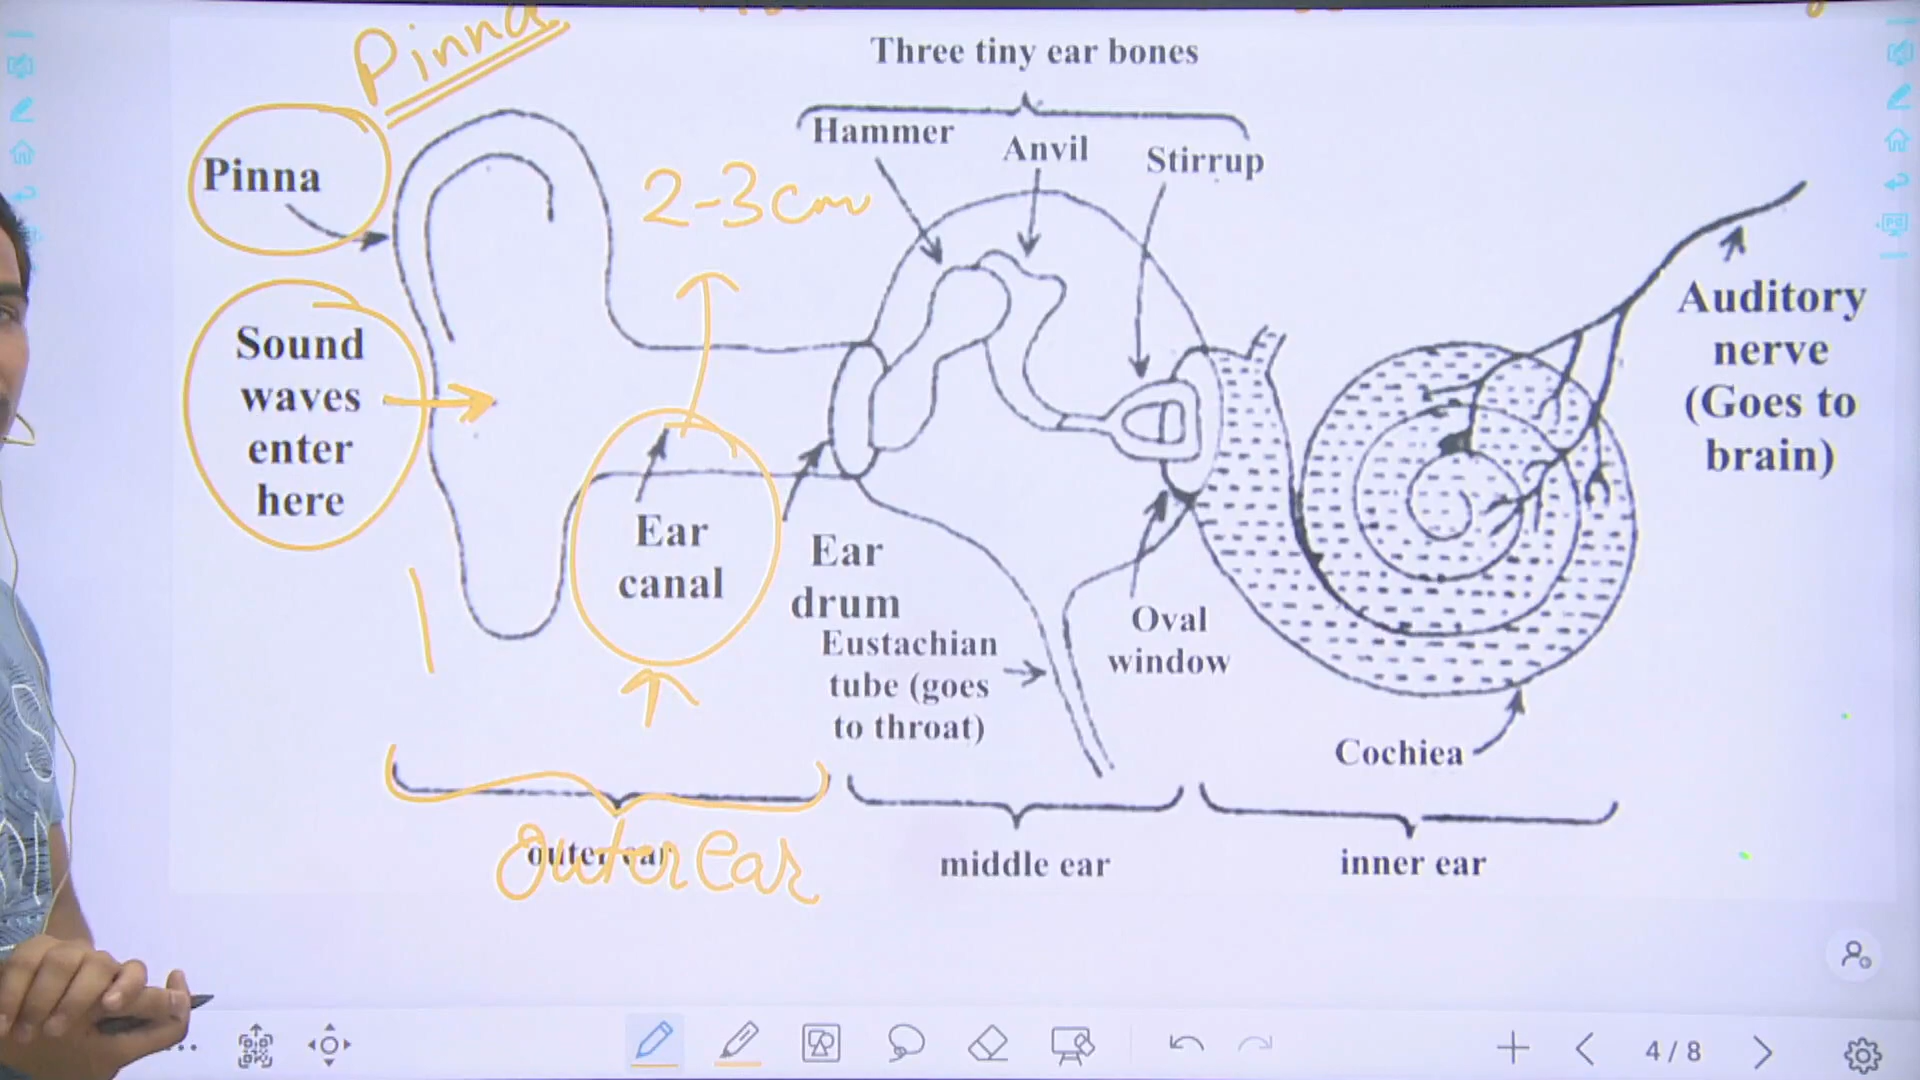 Pinna
Three tiny ear bones
Hammer
Anvil
Stirrup
Pinna
2-3cm
Sound
waves
enter
here
Auditory
nerve
(Goes to
brain)
Ear
canal
Ear
drum
Eustachian
tube (goes
to throat)
Oval
window
Cochiea
outer ear
outer ear
middle ear
inner ear
4 / 8